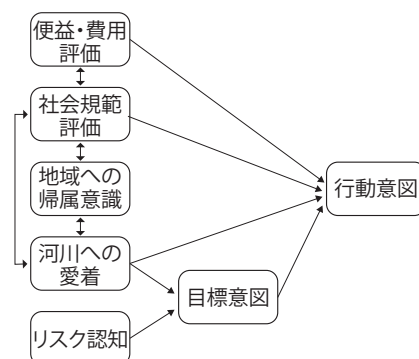 便益・費用
評価
社会規範
評価
地域への
帰属意識
河川への
愛着
リスク認知
目標意図
行動意図